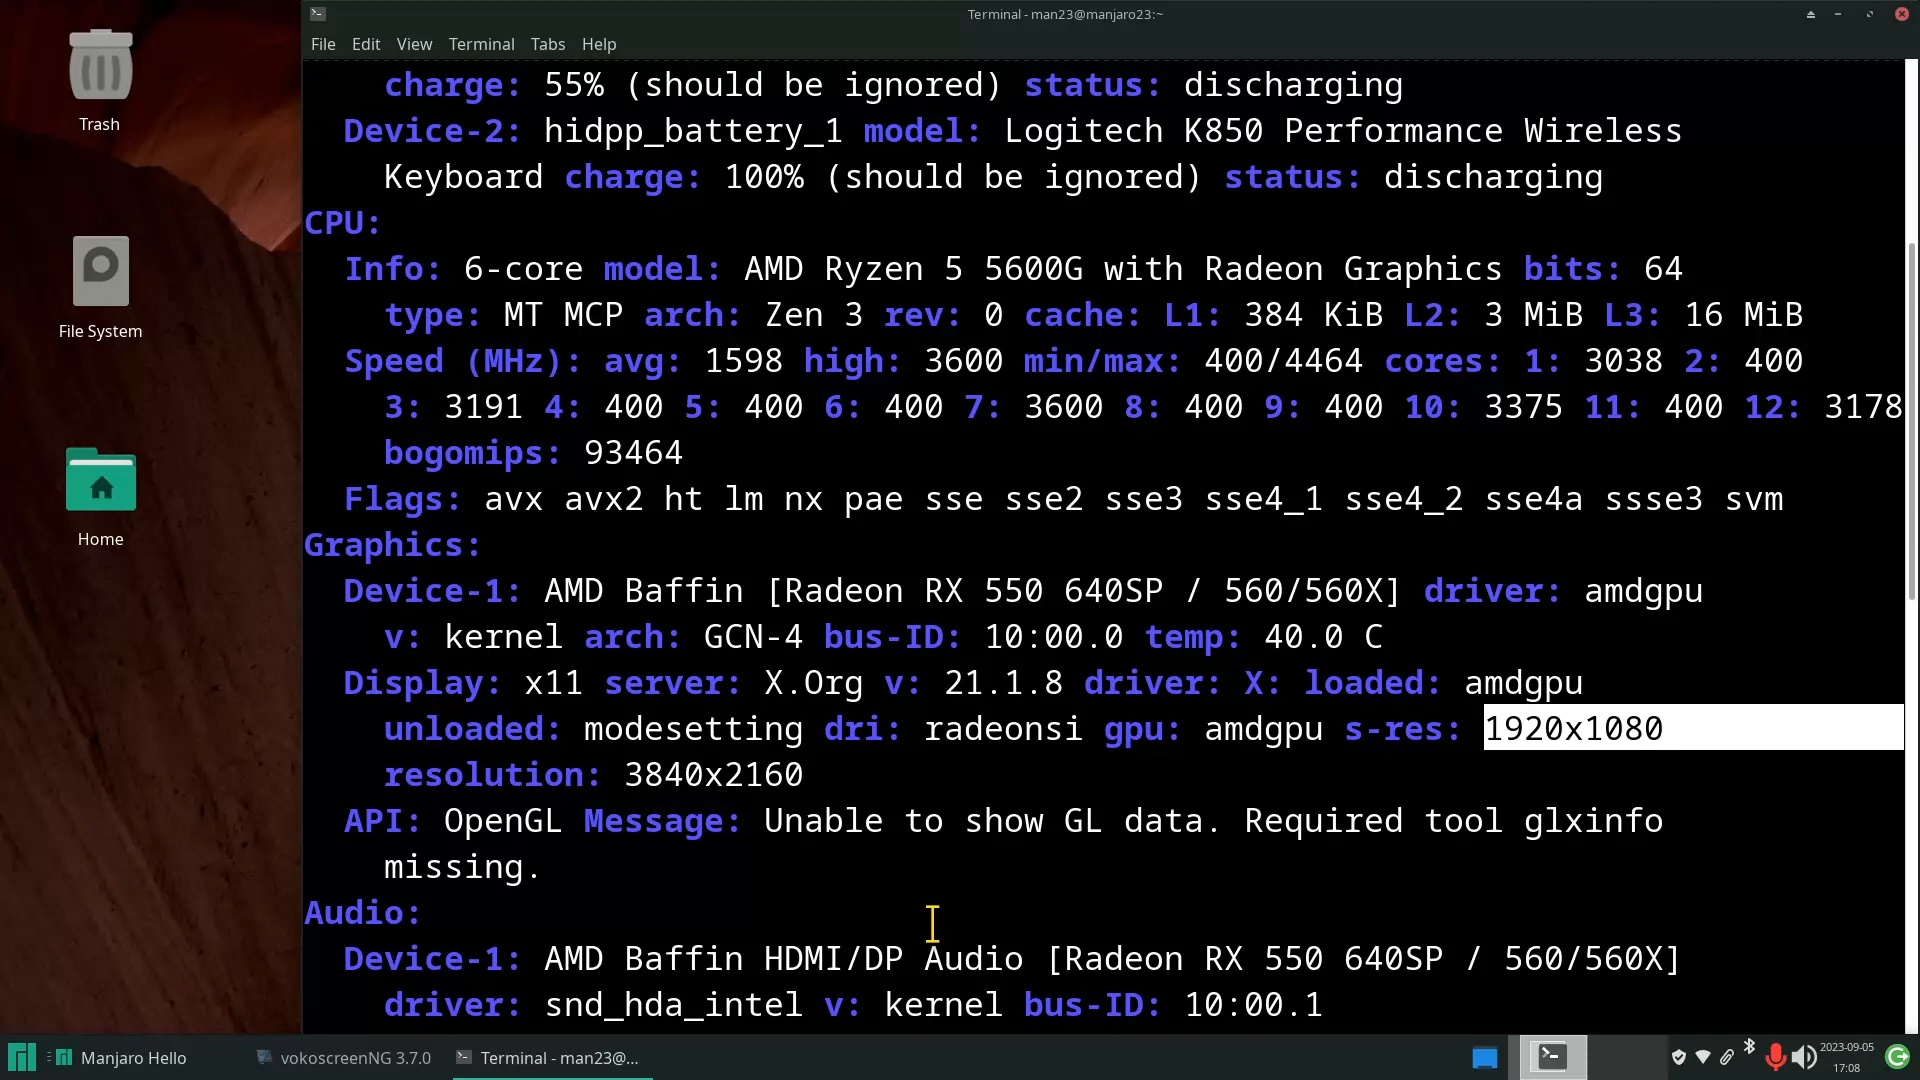 Terminal - man23@manjaro23:~
File Edit View Terminal Tabs Help
Trash
File System
Home
charge: 55% (should be ignored) status: discharging
Device-2: hidpp_battery_1 model: Logitech K850 Performance Wireless
Keyboard charge: 100% (should be ignored) status: discharging
CPU:
Info: 6-core model: AMD Ryzen 5 5600G with Radeon Graphics bits: 64
type: MT MCP arch: Zen 3 rev: 0 cache: L1: 384 KiB L2: 3 MiB L3: 16 MiB
Speed (MHz): avg: 1598 high: 3600 min/max: 400/4464 cores: 1: 3038 2: 400
3: 3191 4: 400 5: 400 6: 400 7: 3600 8: 400 9: 400 10: 3375 11: 400 12: 3178
bogomips: 93464
Flags: avx avx2 ht lm nx pae sse sse2 sse3 sse4_1 sse4_2 sse4a ssse3 svm
Graphics:
Device-1: AMD Baffin [Radeon RX 550 640SP / 560/560X] driver: amdgpu
v: kernel arch: GCN-4 bus-ID: 10:00.0 temp: 40.0 C
Display: x11 server: X.Org v: 21.1.8 driver: X: loaded: amdgpu
unloaded: modesetting dri: radeonsi gpu: amdgpu s-res: 1920x1080
resolution: 3840x2160
API: OpenGL Message: Unable to show GL data. Required tool glxinfo
missing.
Audio:
Device-1: AMD Baffin HDMI/DP Audio [Radeon RX 550 640SP / 560/560X]
driver: snd_hda_intel v: kernel bus-ID: 10:00.1
Manjaro Hello
vokoscreenNG 3.7.0
Terminal - man23@...
2023-09-05
17:08